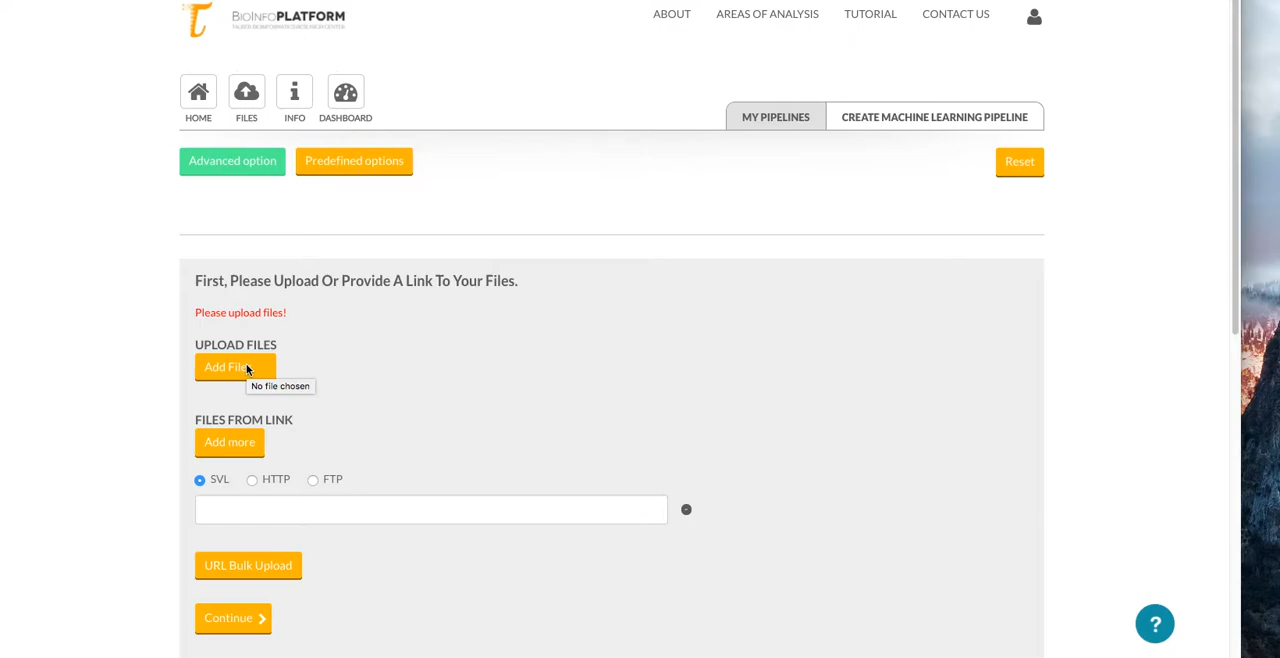 BIOINFOPLATFORM
ABOUT
AREAS OF ANALYSIS
TUTORIAL
CONTACT US
HOME
FILES
INFO
DASHBOARD
MY PIPELINES
CREATE MACHINE LEARNING PIPELINE
Advanced option
Predefined options
Reset
First, Please Upload Or Provide A Link To Your Files.
Please upload files!
UPLOAD FILES
Add
No file chosen
FILES FROM LINK
Add more
SVL
HTTP
FTP
URL Bulk Upload
Continue
?